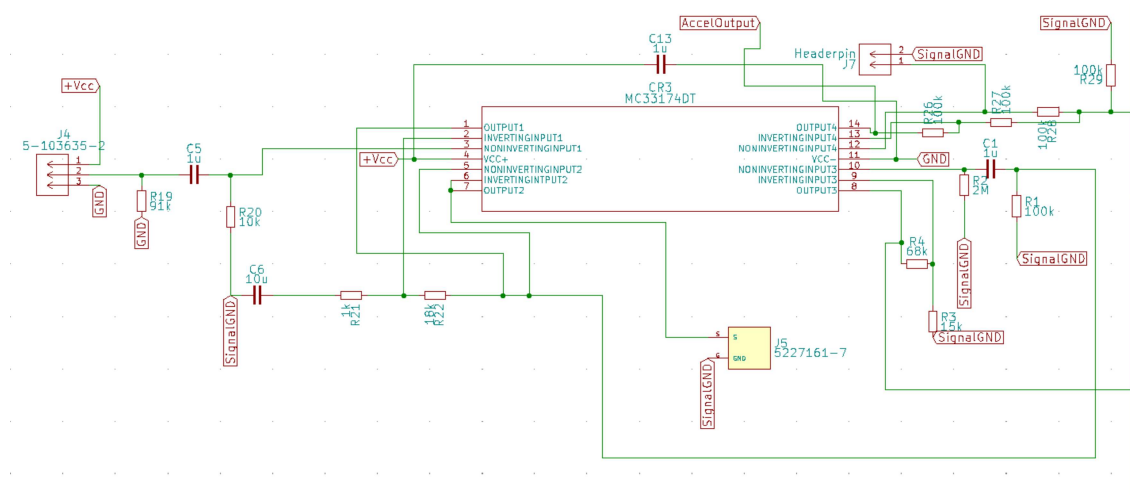 AccelOutput
SignalGND
C13
1u
Headerpin
J7
2
1
SignalGND
100k
R29
+Vcc
CR3
MC33174DT
R26
100k
R27
100k
100k
R28
J4
5-103635-2
1
2
3
GND
C5
1u
R19
91k
GND
R20
10k
+Vcc
1 OUTPUT1
2 INVERTINGINPUT1
3 NONINVERTINGINPUT1
4 VCC+
5 NONINVERTINGINPUT2
6 INVERTINGINTPUT2
7 OUTPUT2
OUTPUT4 14
INVERTINGINPUT4 13
NONINVERTINGINPUT4 12
VCC- 11
NONINVERTINGINPUT3 10
INVERTINGINPUT3 9
OUTPUT3 8
GND
C1
1u
R2
2M
R1
100k
SignalGND
R4
68k
SignalGND
R3
15k
SignalGND
C6
10u
SignalGND
1k
R21
R22
S S
G GND
J5
5227161-7
SignalGND